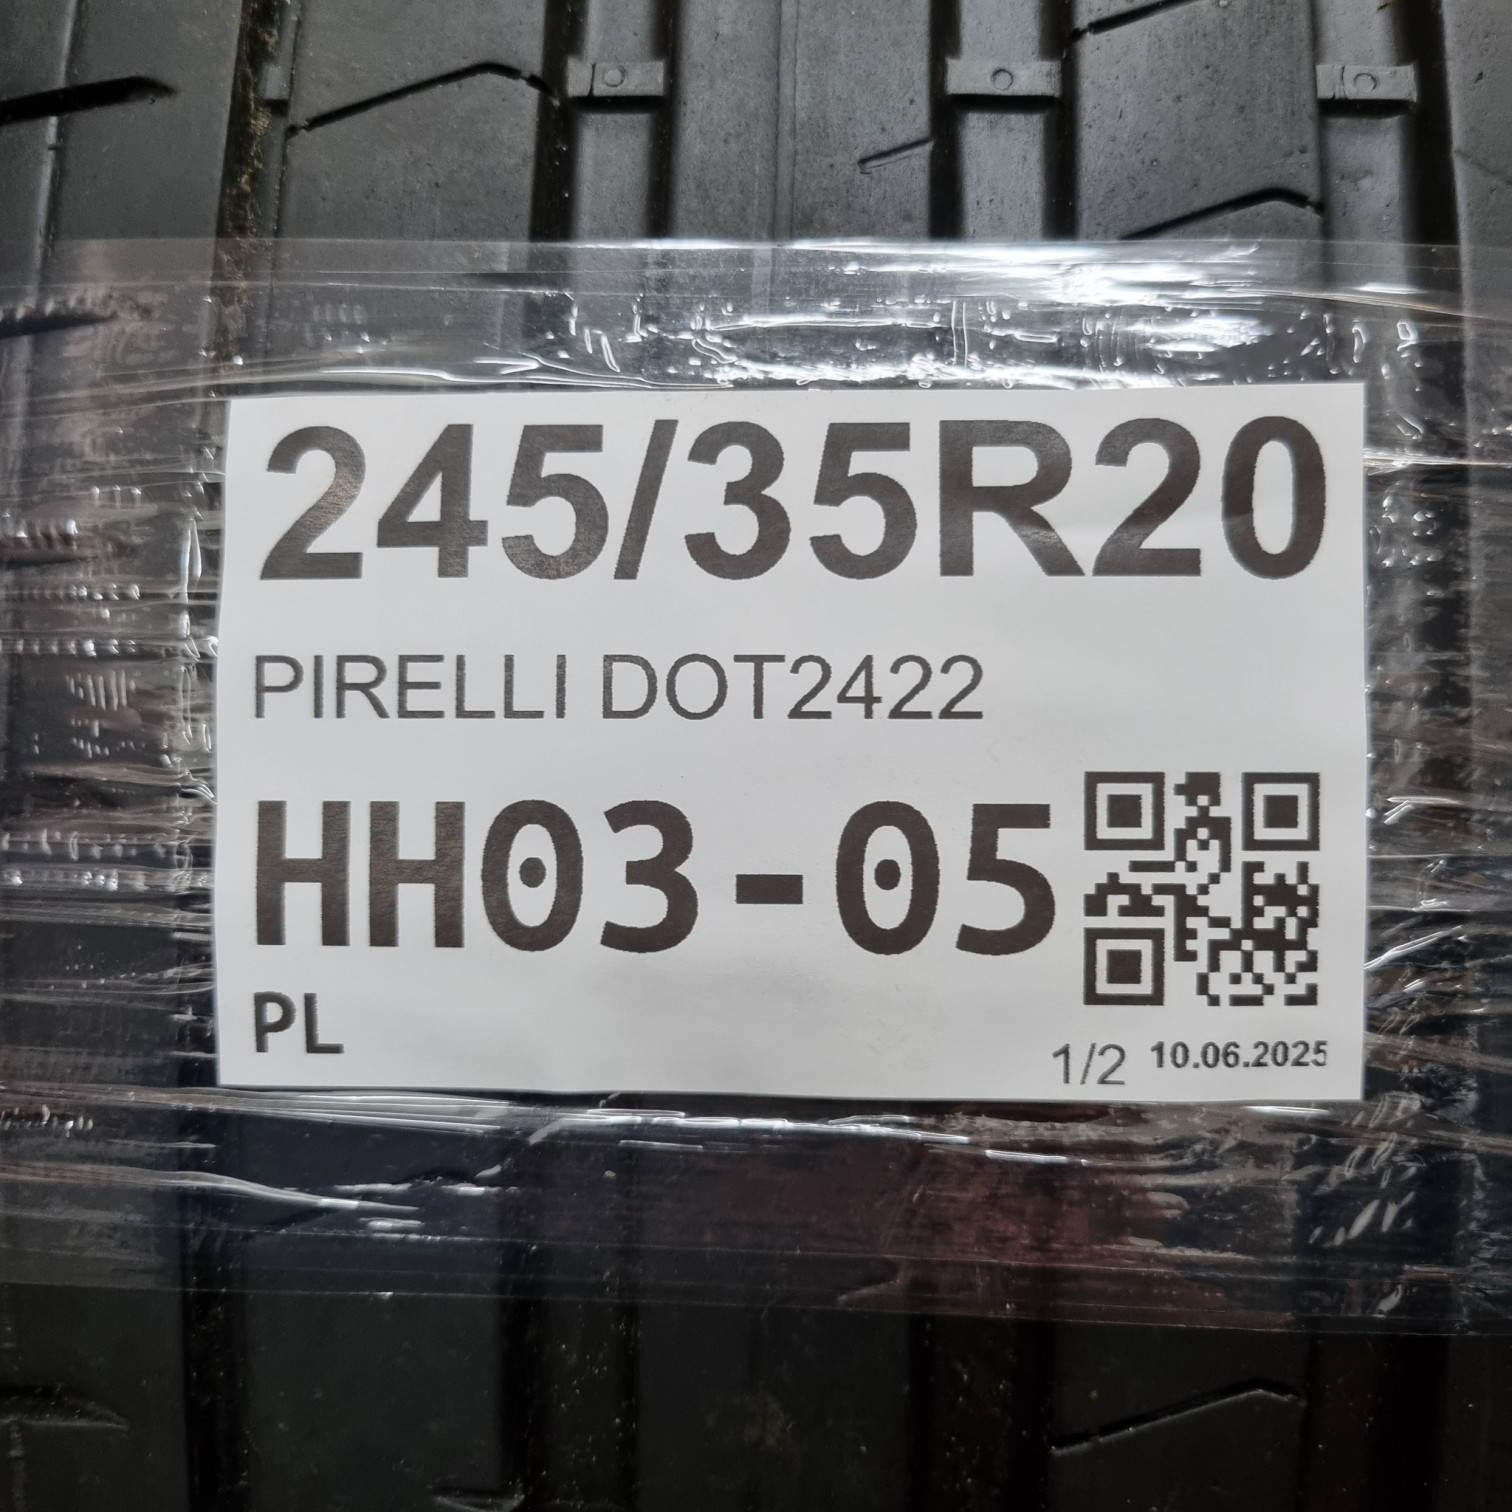 245/35R20
PIRELLI DOT2422
HH03-05
PL
1/2 10.06.2025